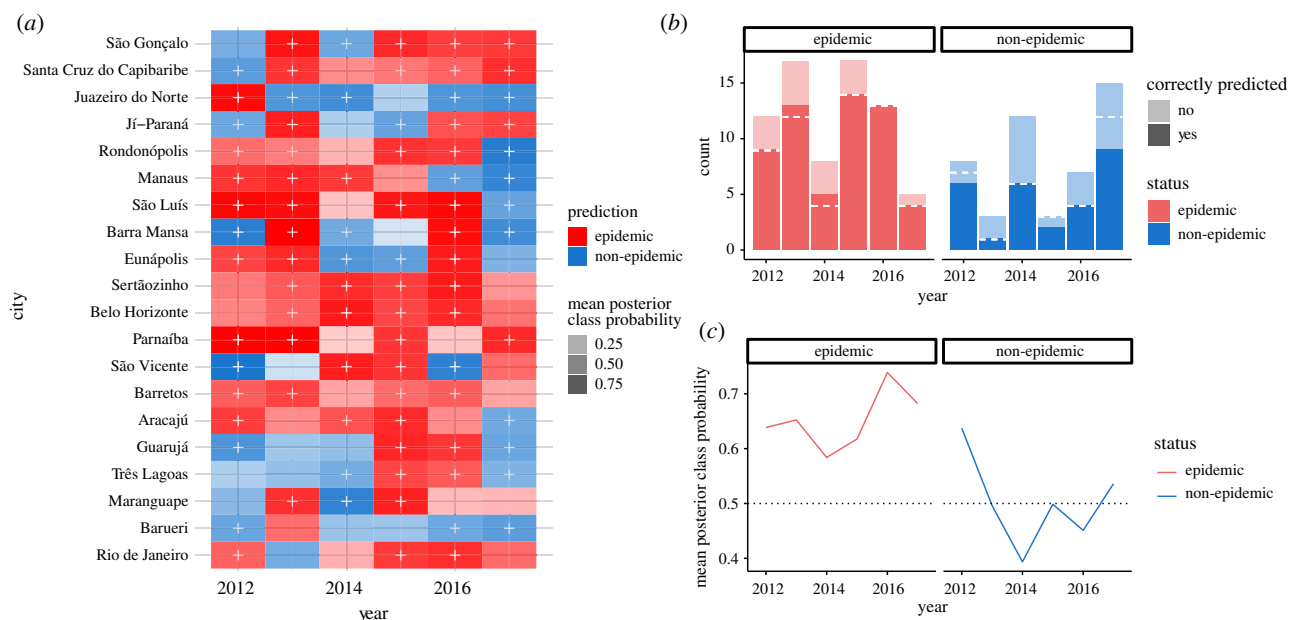 (a)
São Gonçalo
Santa Cruz do Capibaribe
Juazeiro do Norte
Jí−Paraná
Rondonópolis
Manaus
São Luís
Barra Mansa
Eunápolis
Sertãozinho
Belo Horizonte
Parnaíba
São Vicente
Barretos
Aracajú
Guarujá
Três Lagoas
Maranguape
Barueri
Rio de Janeiro
city
2012 2014 2016
year
prediction
epidemic
non-epidemic
mean posterior
class probability
0.25
0.50
0.75
(b)
epidemic non-epidemic
15
10
5
0
count
2012 2014 2016 2012 2014 2016
year
correctly predicted
no
yes
status
epidemic
non-epidemic
(c)
epidemic non-epidemic
0.7
0.6
0.5
0.4
mean posterior class probability
2012 2014 2016 2012 2014 2016
year
status
epidemic
non-epidemic